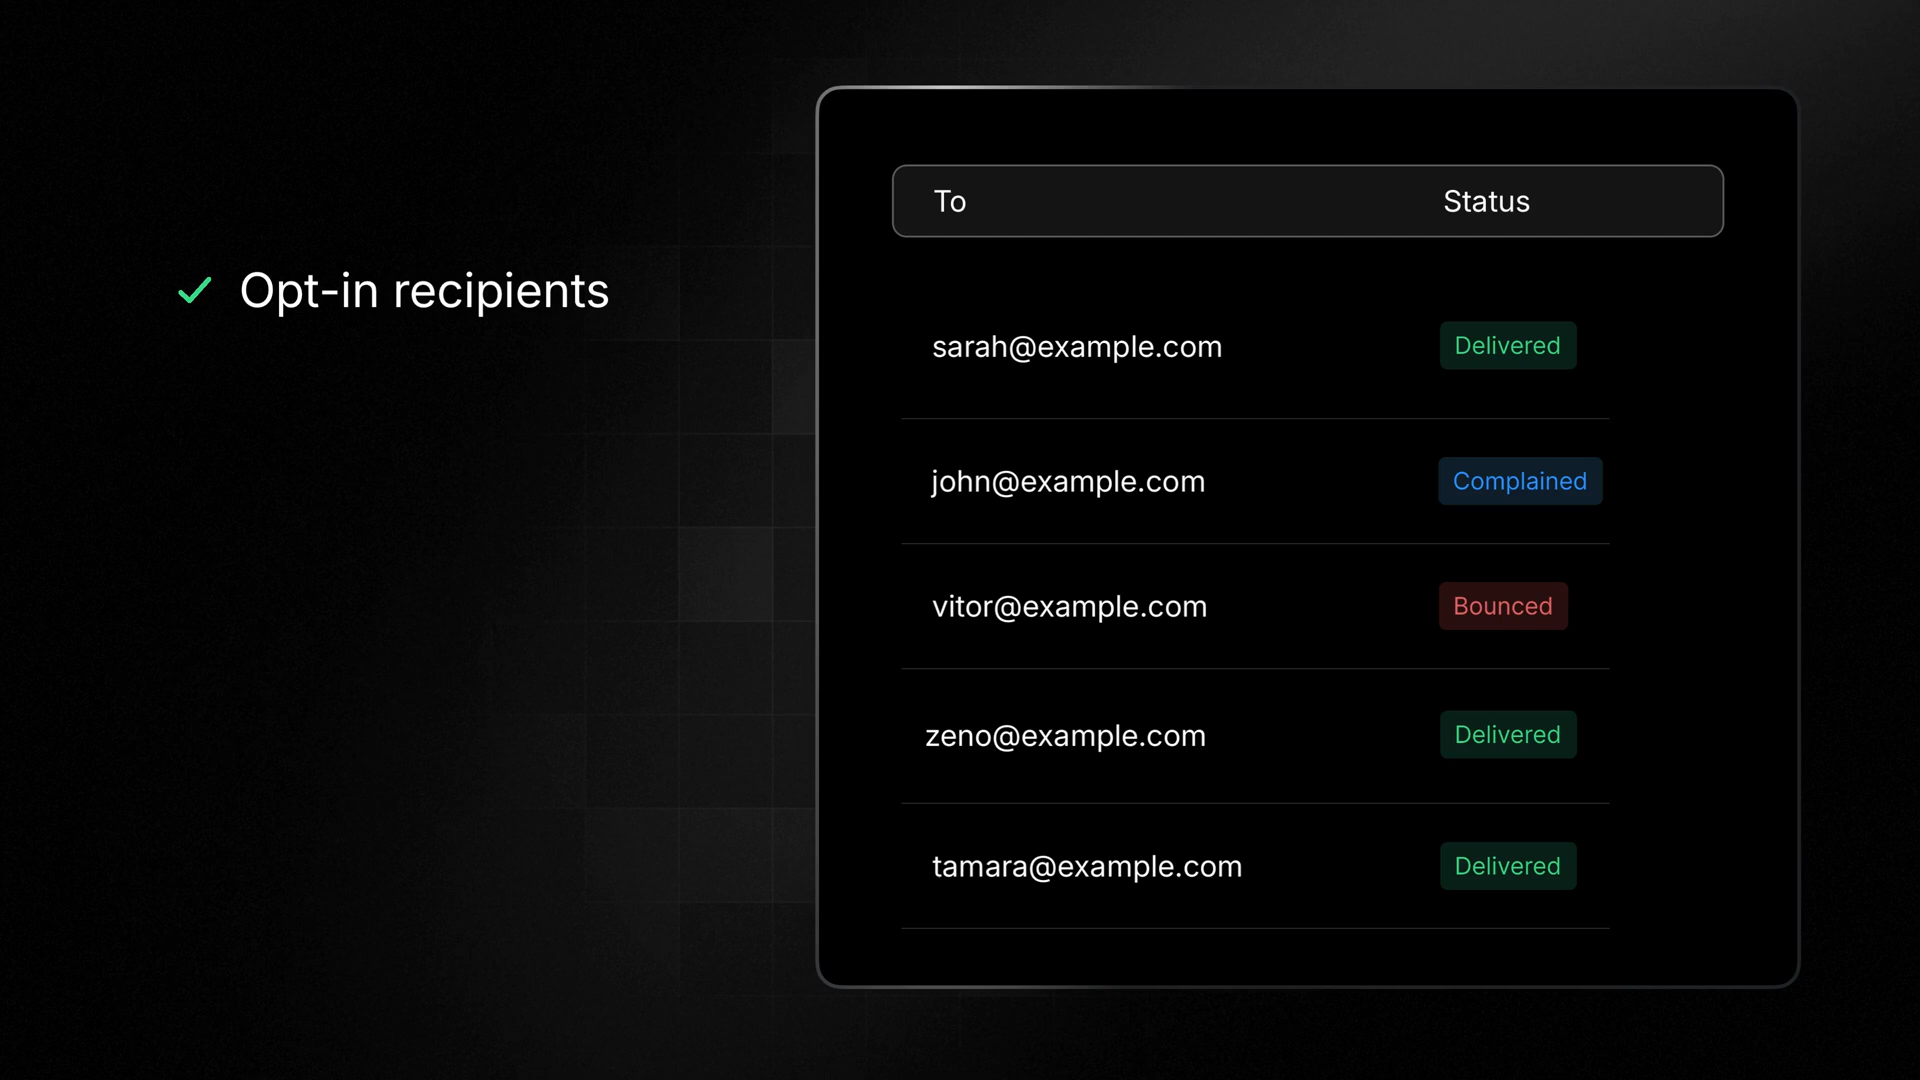 Opt-in recipients
To Status
sarah@example.com Delivered
john@example.com Complained
vitor@example.com Bounced
zeno@example.com Delivered
tamara@example.com Delivered